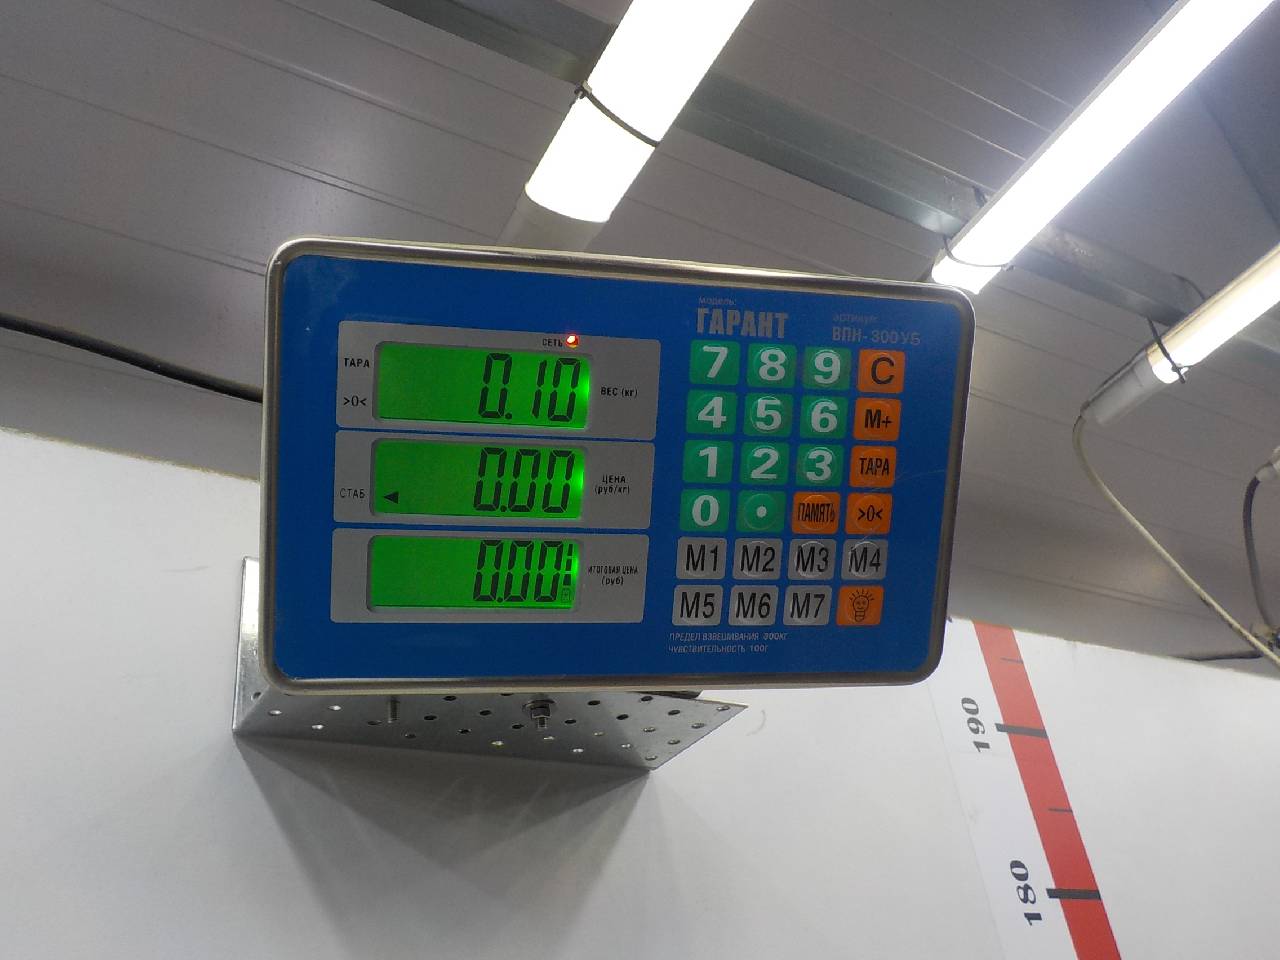 модель:
ГАРАНТ
артикул:
ВПН-300УБ
СЕТЬ
ТАРА
>0<
0.10
ВЕС (кг)
СТАБ
0.00
ЦЕНА
(руб/кг)
0.00
ИТОГОВАЯ ЦЕНА
(руб)
7 8 9 C
4 5 6 M+
1 2 3 ТАРА
0 . ПАМЯТЬ >0<
M1 M2 M3 M4
M5 M6 M7
ПРЕДЕЛ ВЗВЕШИВАНИЯ 300КГ
ЧУВСТВИТЕЛЬНОСТЬ 100Г
190
180